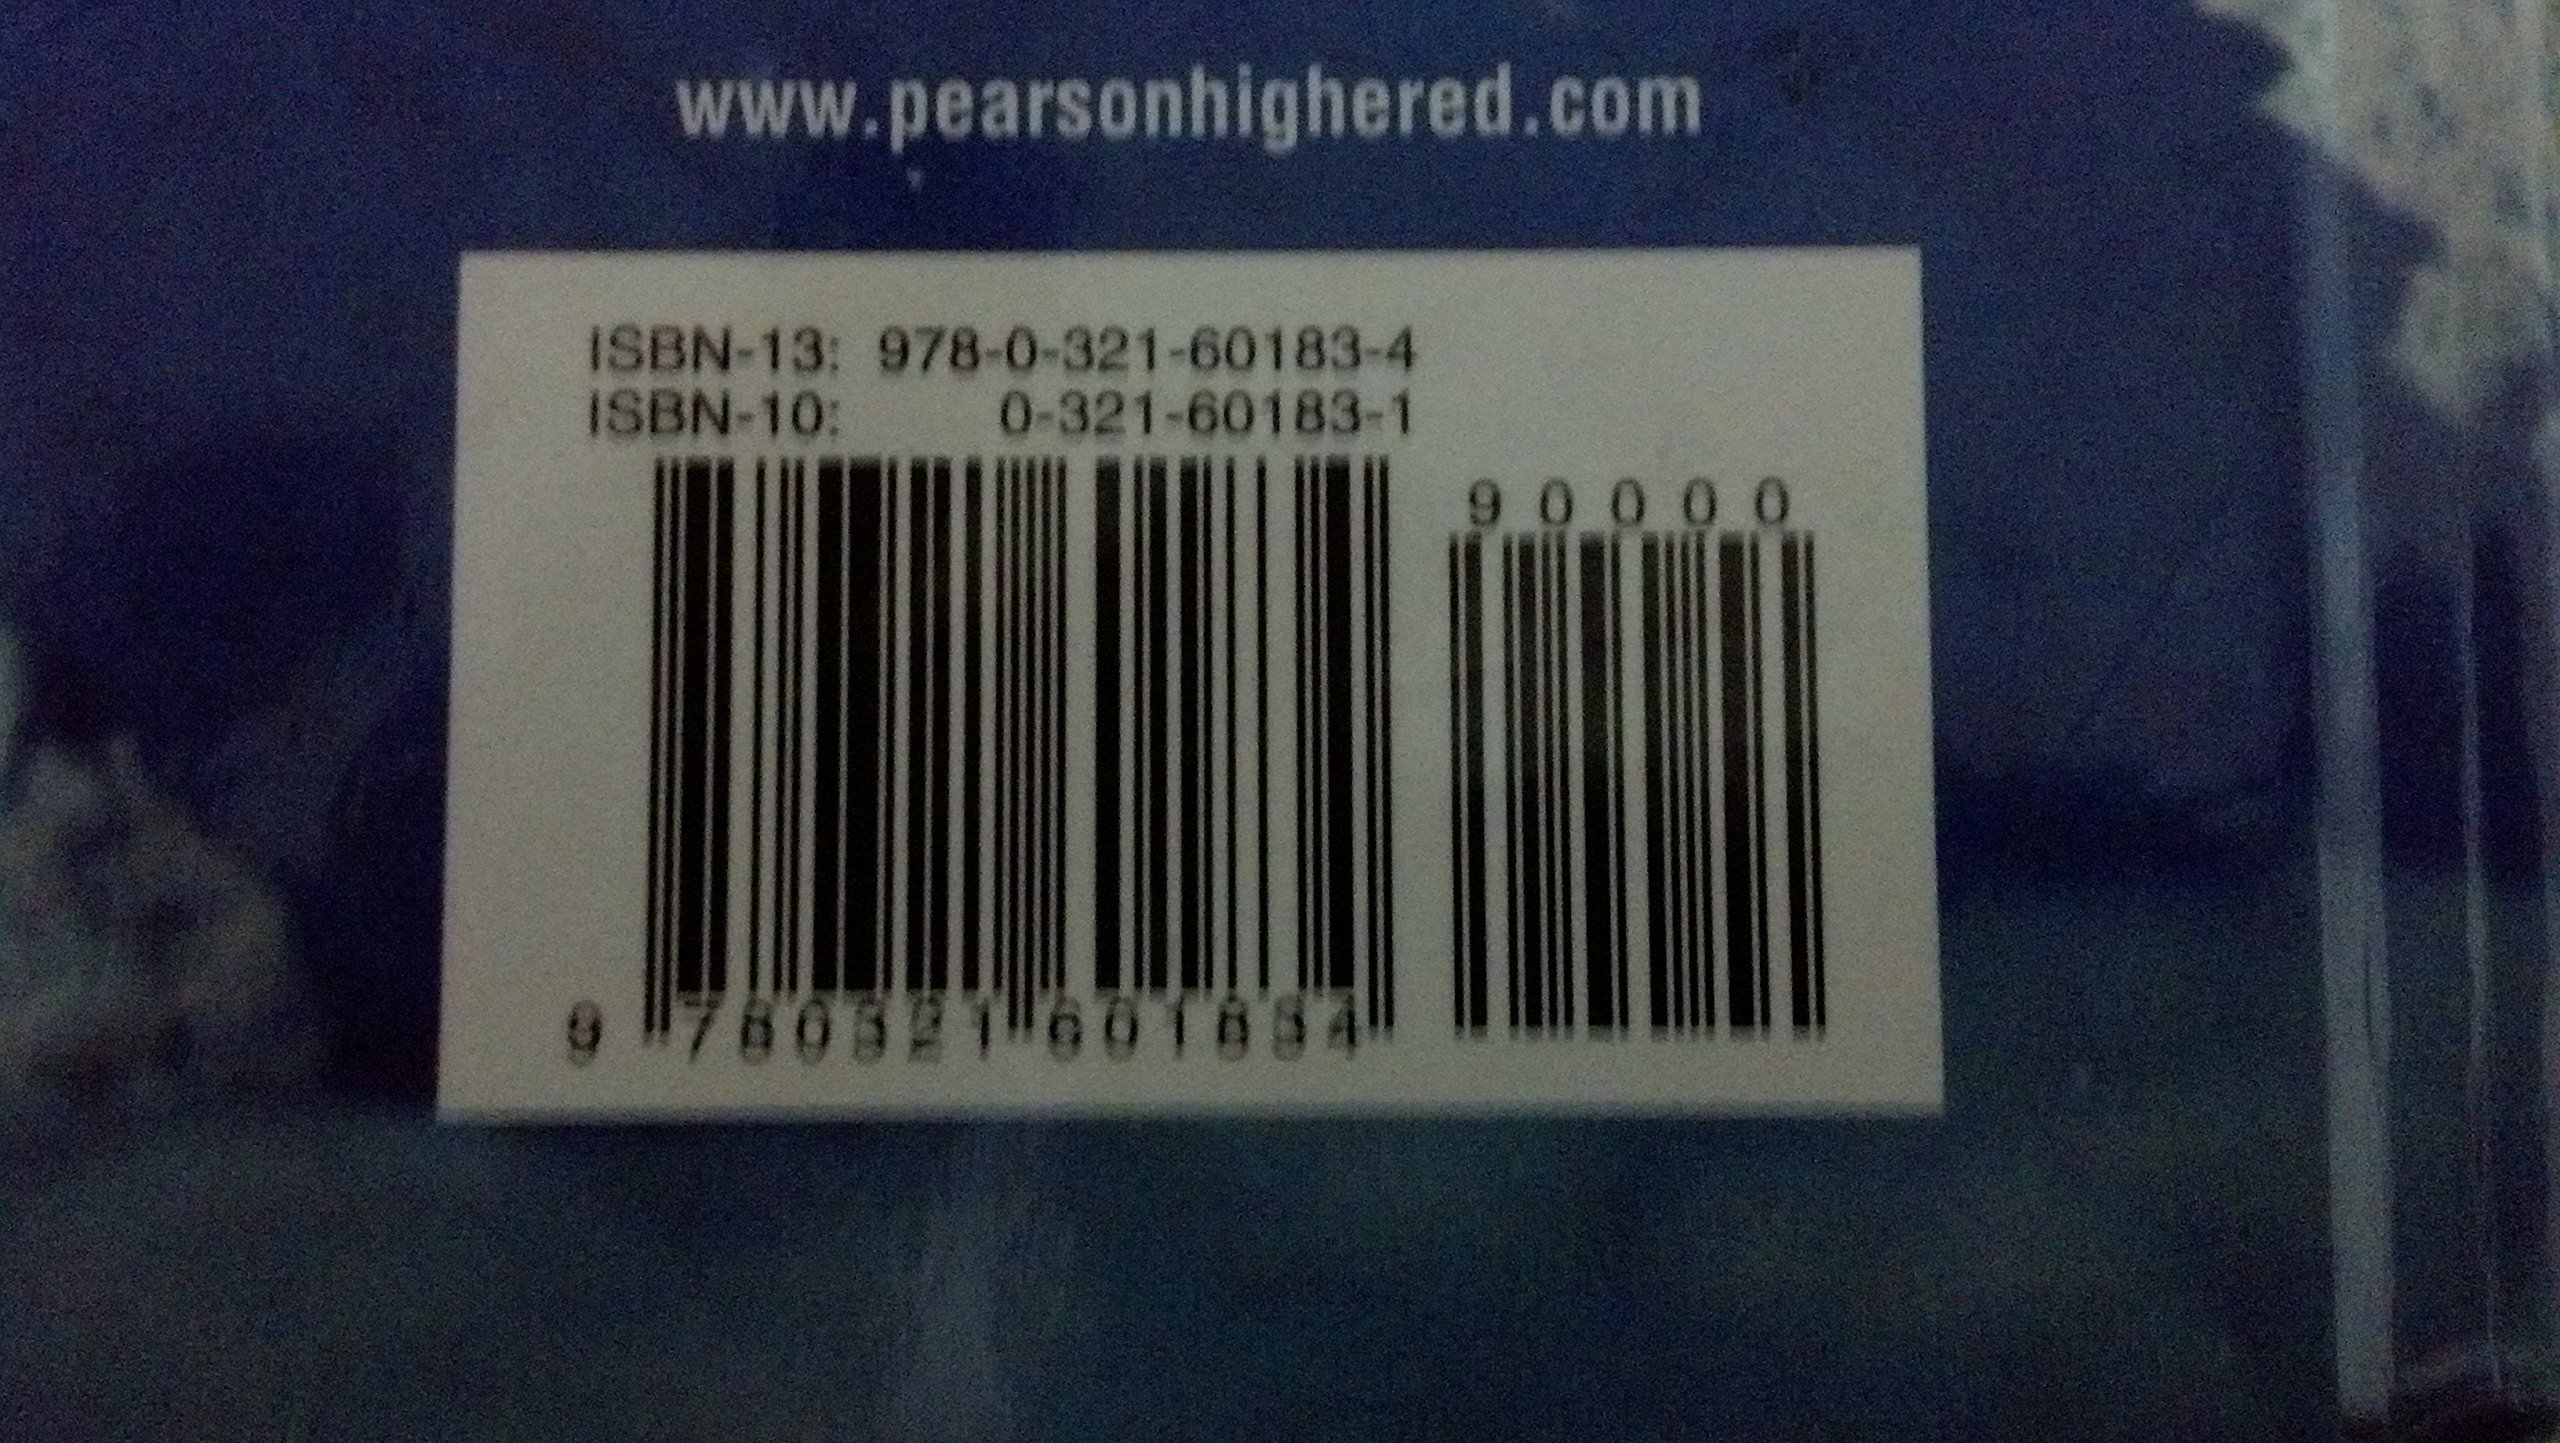 www.pearsonhighered.com
ISBN-13: 978-0-321-60183-4
ISBN-10: 0-321-60183-1
90000
9 780321 601834